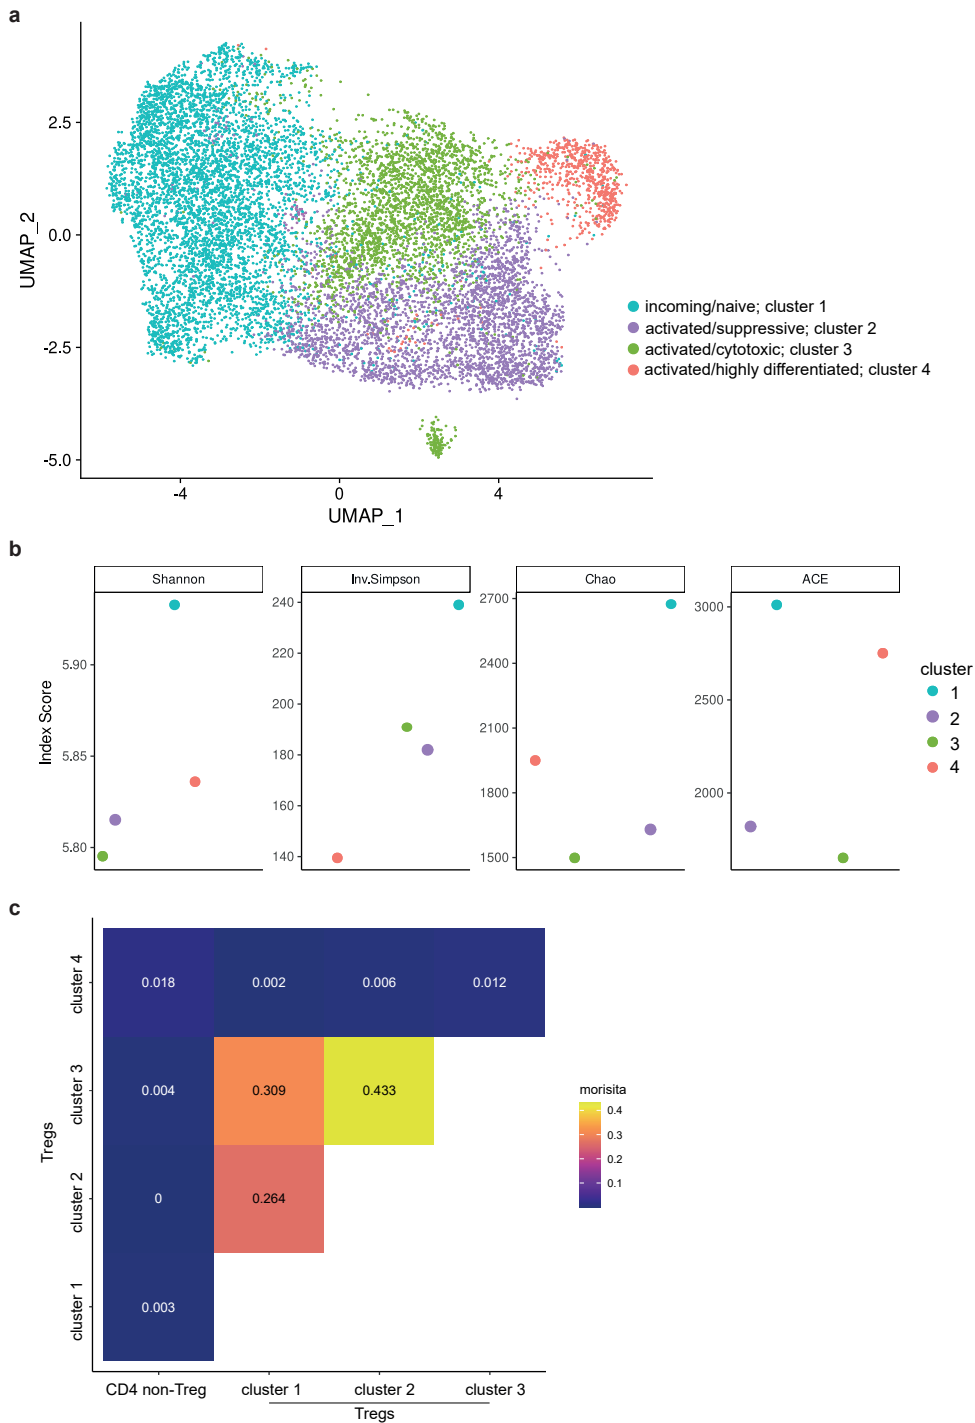 a
2.5
0.0
-2.5
-5.0
UMAP_2
-4
0
4
UMAP_1
incoming/naive; cluster 1
activated/suppressive; cluster 2
activated/cytotoxic; cluster 3
activated/highly differentiated; cluster 4
b
Shannon
Inv.Simpson
Chao
ACE
Index Score
5.90
5.85
5.80
240
220
200
180
160
140
2700
2400
2100
1800
1500
3000
2500
2000
cluster
1
2
3
4
c
Tregs
cluster 4
0.018
0.002
0.006
0.012
cluster 3
0.004
0.309
0.433
cluster 2
0
0.264
cluster 1
0.003
CD4 non-Treg
cluster 1
cluster 2
cluster 3
Tregs
morisita
0.4
0.3
0.2
0.1